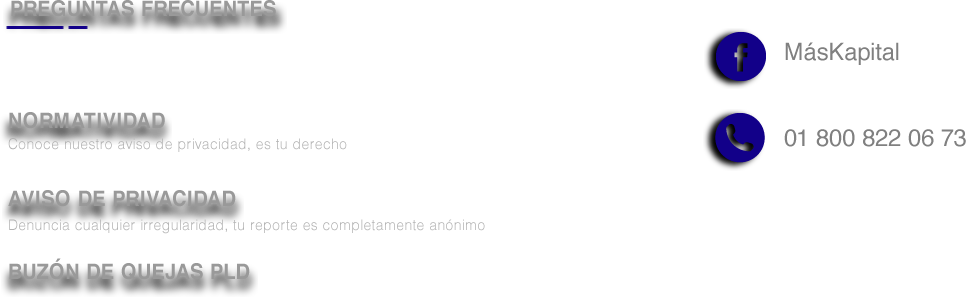 PREGUNTAS FRECUENTES
MásKapital
NORMATIVIDAD
Conoce nuestro aviso de privacidad, es tu derecho
01 800 822 06 73
AVISO DE PRIVACIDAD
Denuncia cualquier irregularidad, tu reporte es completamente anónimo
BUZÓN DE QUEJAS PLD